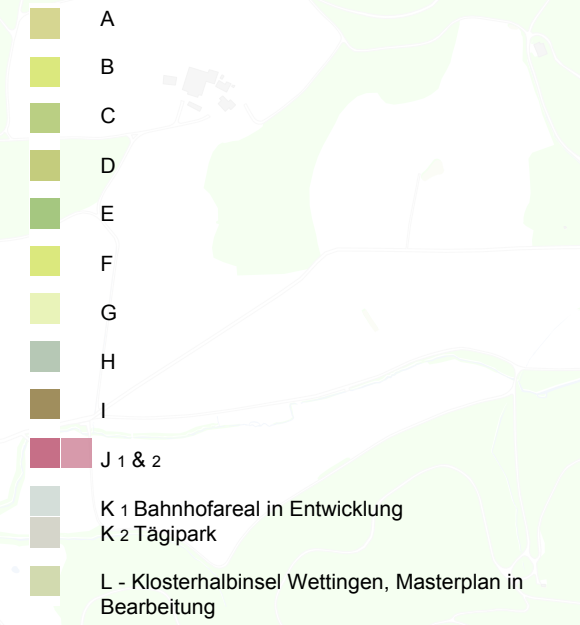 A
B
C
D
E
F
G
H
I
J 1 & 2
K 1 Bahnhofareal in Entwicklung
K 2 Tägipark
L - Klosterhalbinsel Wettingen, Masterplan in
Bearbeitung